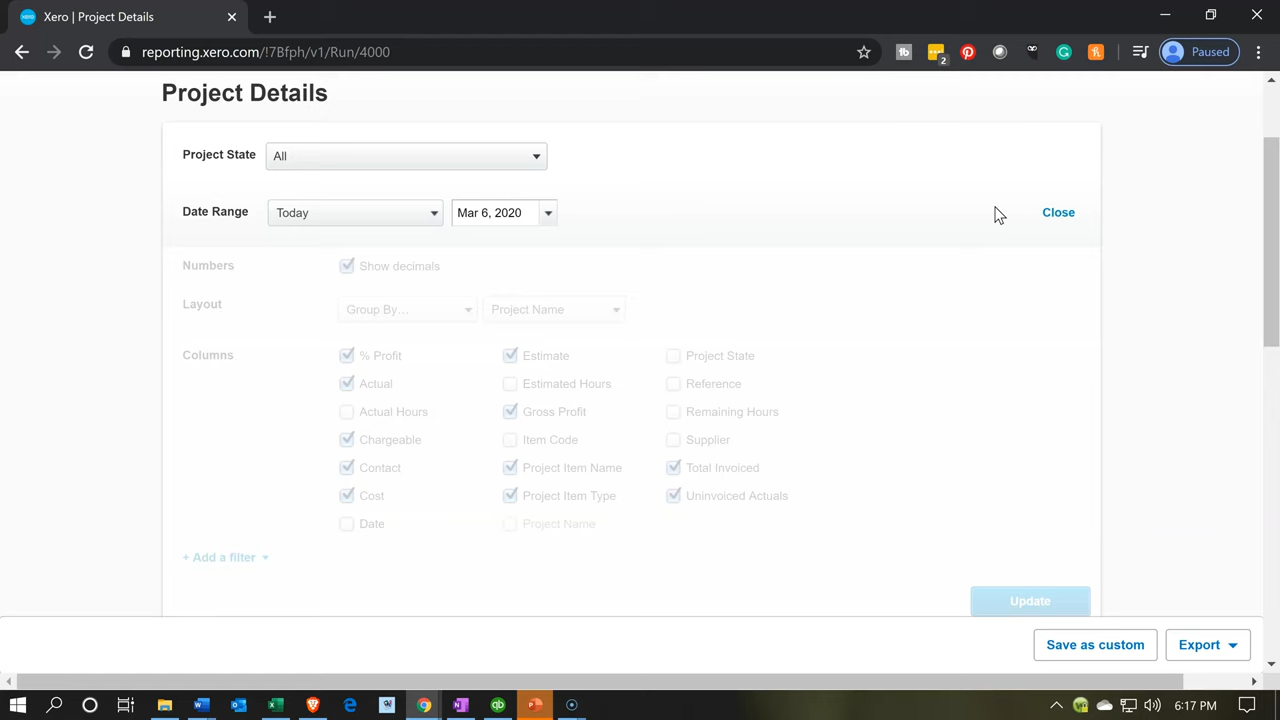 Xero | Project Details
reporting.xero.com/!7Bfph/v1/Run/4000
2
Paused
Project Details
Project State All
Date Range Today Mar 6, 2020 Close
Numbers Show decimals
Layout Group By… Project Name
Columns % Profit Estimate Project State
Actual Estimated Hours Reference
Actual Hours Gross Profit Remaining Hours
Chargeable Item Code Supplier
Contact Project Item Name Total Invoiced
Cost Project Item Type Uninvoiced Actuals
Date Project Name
+ Add a filter
Update
Save as custom Export
6:17 PM